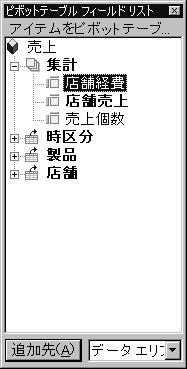 ピボットテーブル フィールド リスト
アイテムをピボットテーブ...
売上
集計
店舗経費
店舗売上
売上個数
時区分
製品
店舗
追加先(A)
データ エリフ